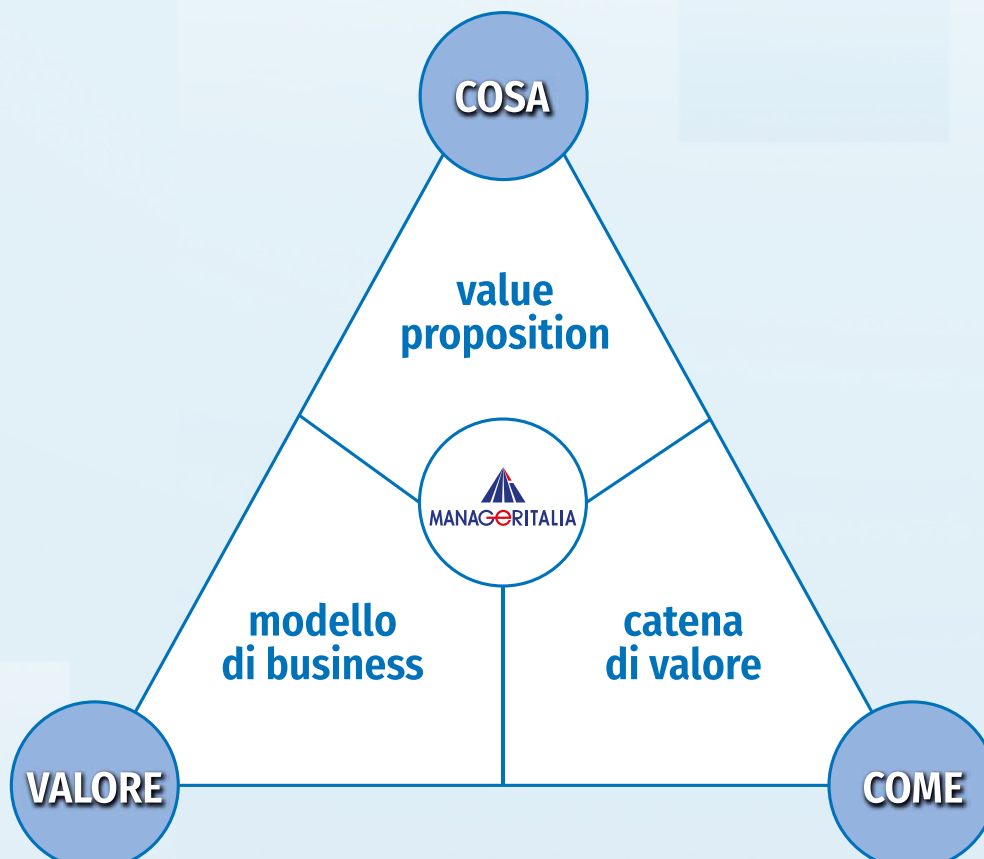 COSA
value
proposition
MANAGERITALIA
modello
di business
catena
di valore
VALORE
COME